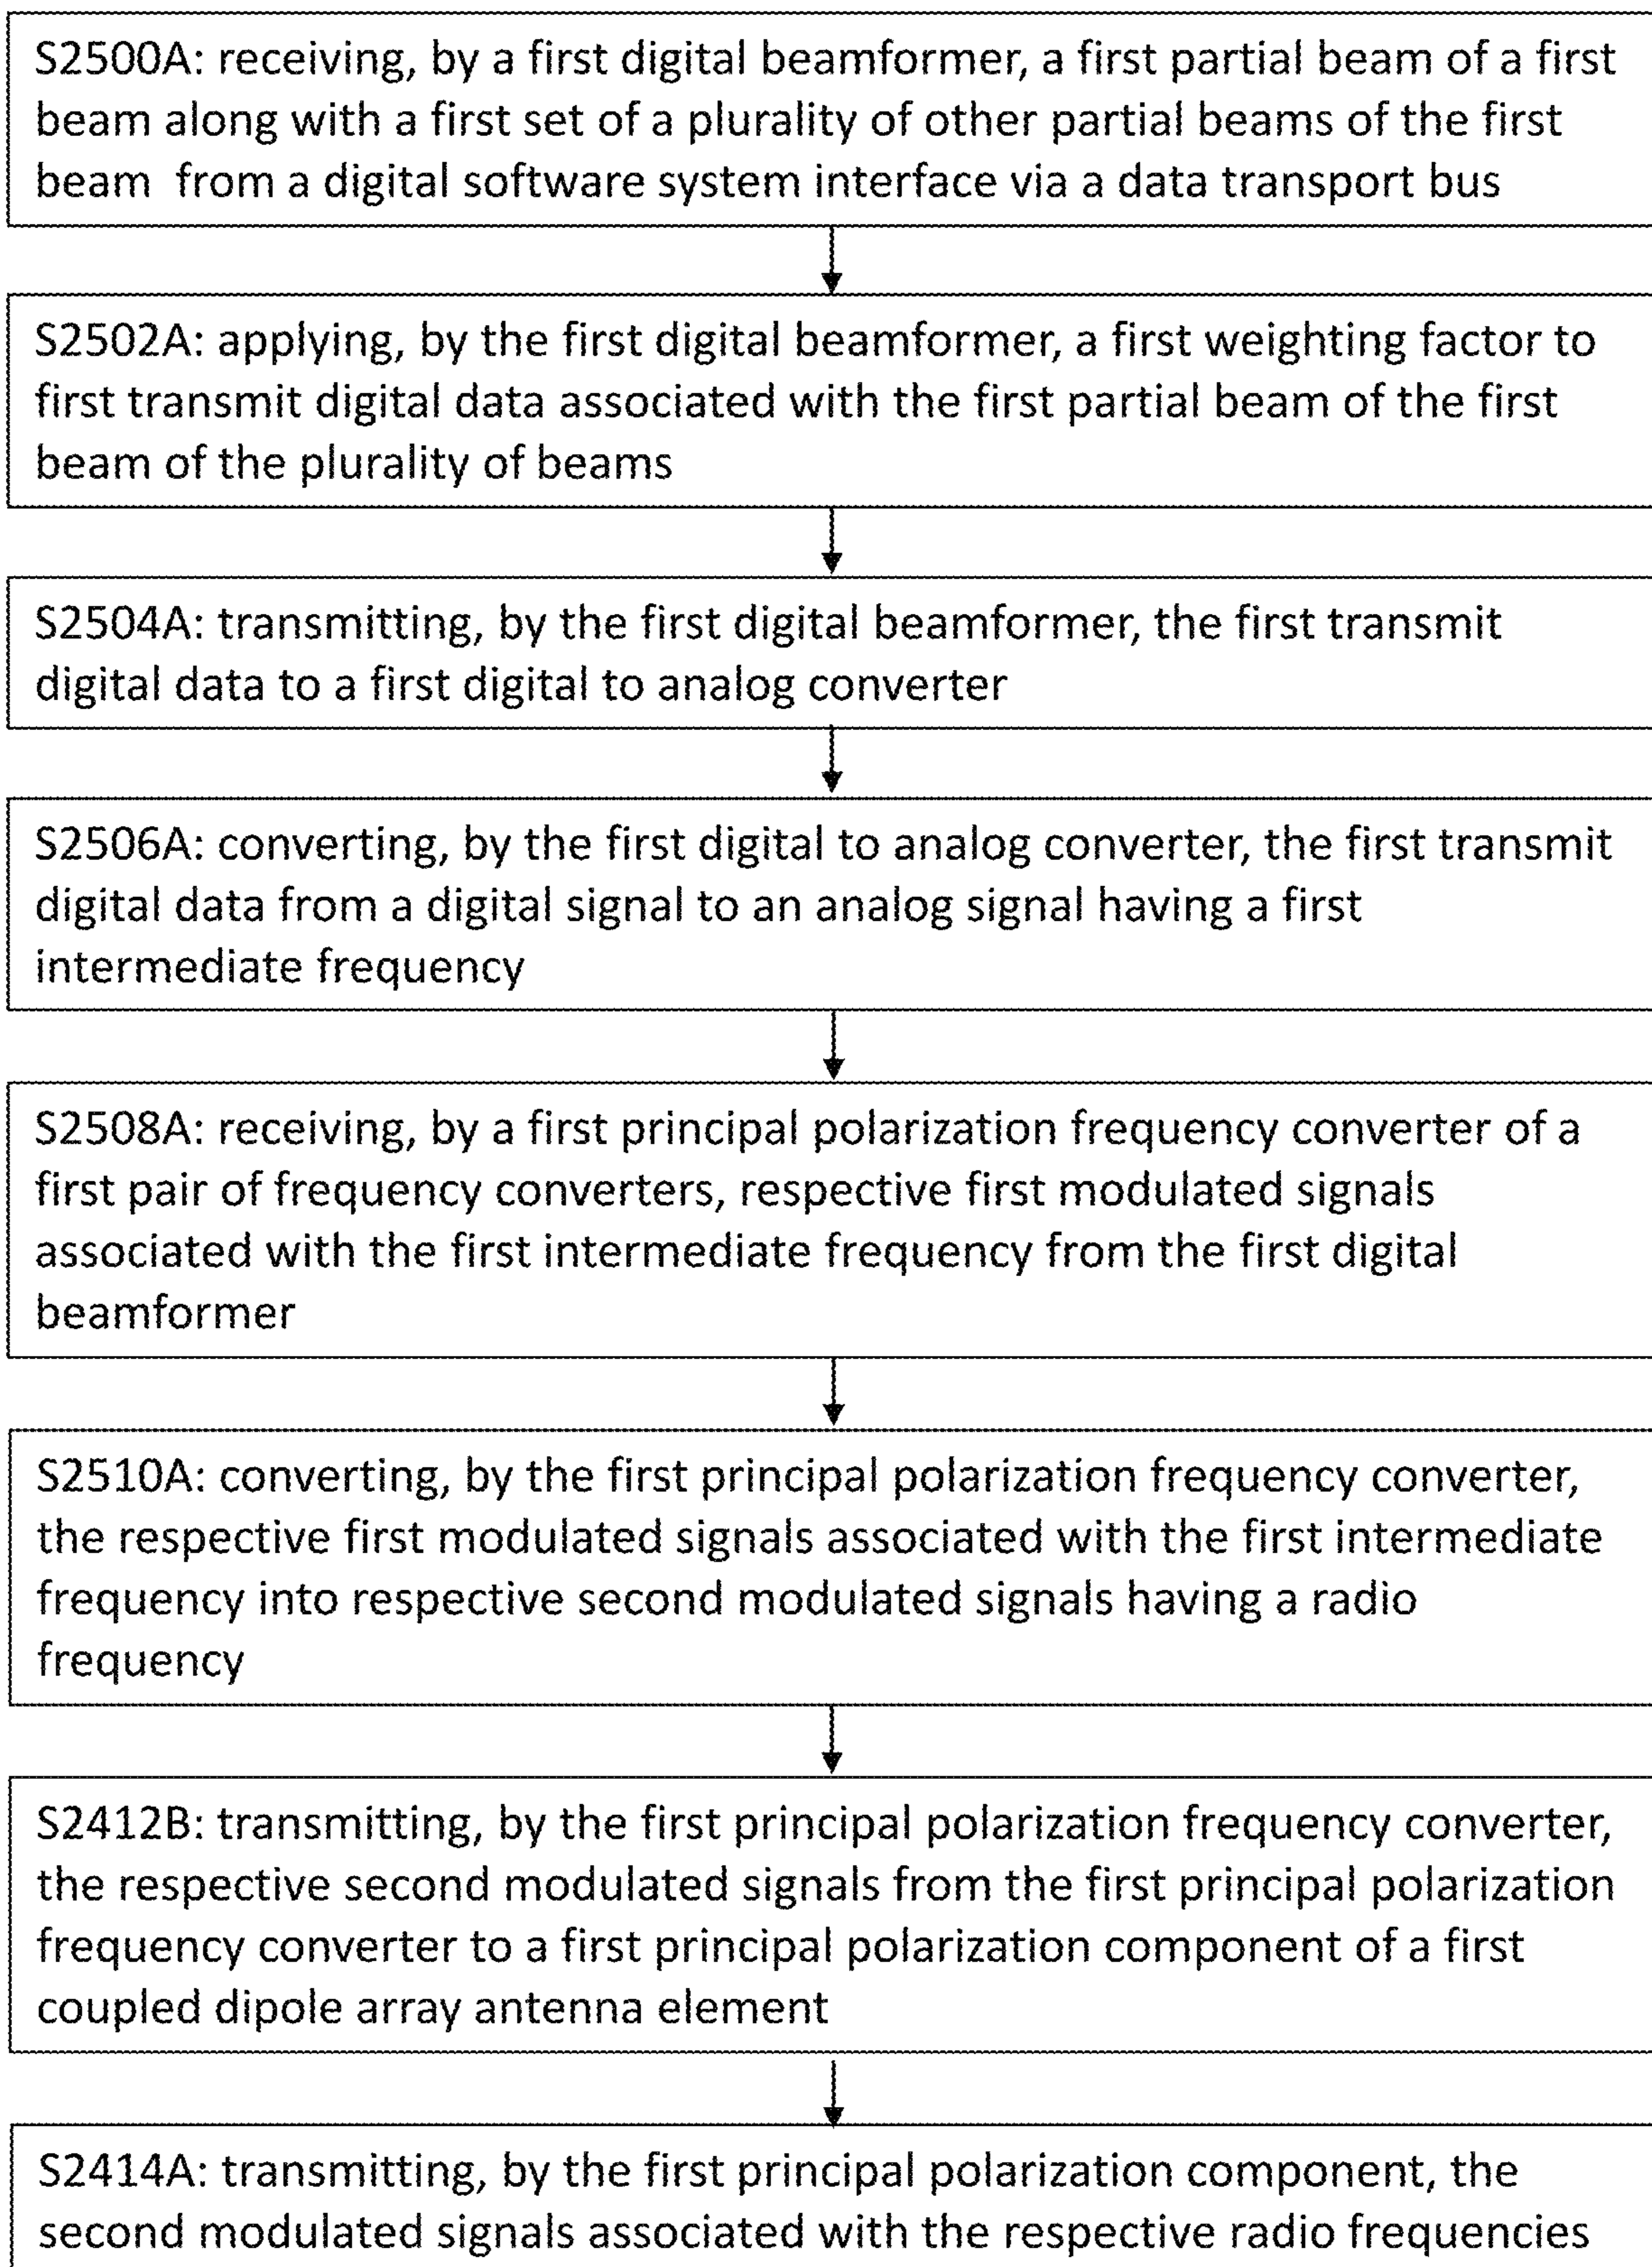 S2500A: receiving, by a first digital beamformer, a first partial beam of a first
beam along with a first set of a plurality of other partial beams of the first
beam  from a digital software system interface via a data transport bus
S2502A: applying, by the first digital beamformer, a first weighting factor to
first transmit digital data associated with the first partial beam of the first
beam of the plurality of beams
S2504A: transmitting, by the first digital beamformer, the first transmit
digital data to a first digital to analog converter
S2506A: converting, by the first digital to analog converter, the first transmit
digital data from a digital signal to an analog signal having a first
intermediate frequency
S2508A: receiving, by a first principal polarization frequency converter of a
first pair of frequency converters, respective first modulated signals
associated with the first intermediate frequency from the first digital
beamformer
S2510A: converting, by the first principal polarization frequency converter,
the respective first modulated signals associated with the first intermediate
frequency into respective second modulated signals having a radio
frequency
S2412B: transmitting, by the first principal polarization frequency converter,
the respective second modulated signals from the first principal polarization
frequency converter to a first principal polarization component of a first
coupled dipole array antenna element
S2414A: transmitting, by the first principal polarization component, the
second modulated signals associated with the respective radio frequencies